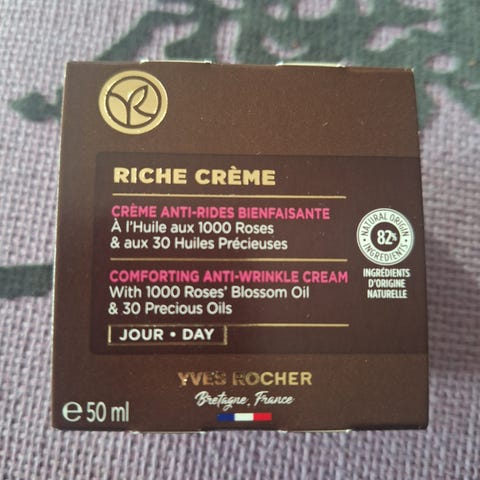 RICHE CRÈME
CRÈME ANTI-RIDES BIENFAISANTE
À l'Huile aux 1000 Roses
& aux 30 Huiles Précieuses
COMFORTING ANTI-WRINKLE CREAM
With 1000 Roses' Blossom Oil
& 30 Precious Oils
JOUR • DAY
NATURAL ORIGIN
82%
INGREDIENTS
INGRÉDIENTS
D'ORIGINE
NATURELLE
YVES ROCHER
Bretagne, France
℮ 50 ml